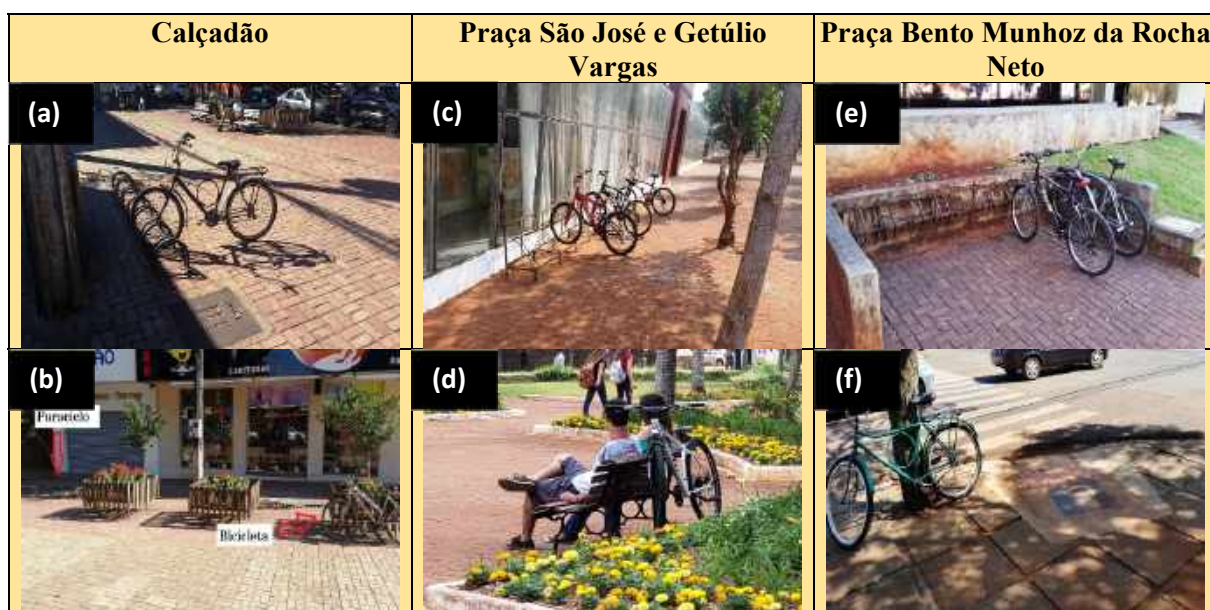 Calçadão
Praça São José e Getúlio
Vargas
Praça Bento Munhoz da Rocha
Neto
(a)
(c)
(e)
(b)
(d)
(f)
Paraciclo
Bicicleta